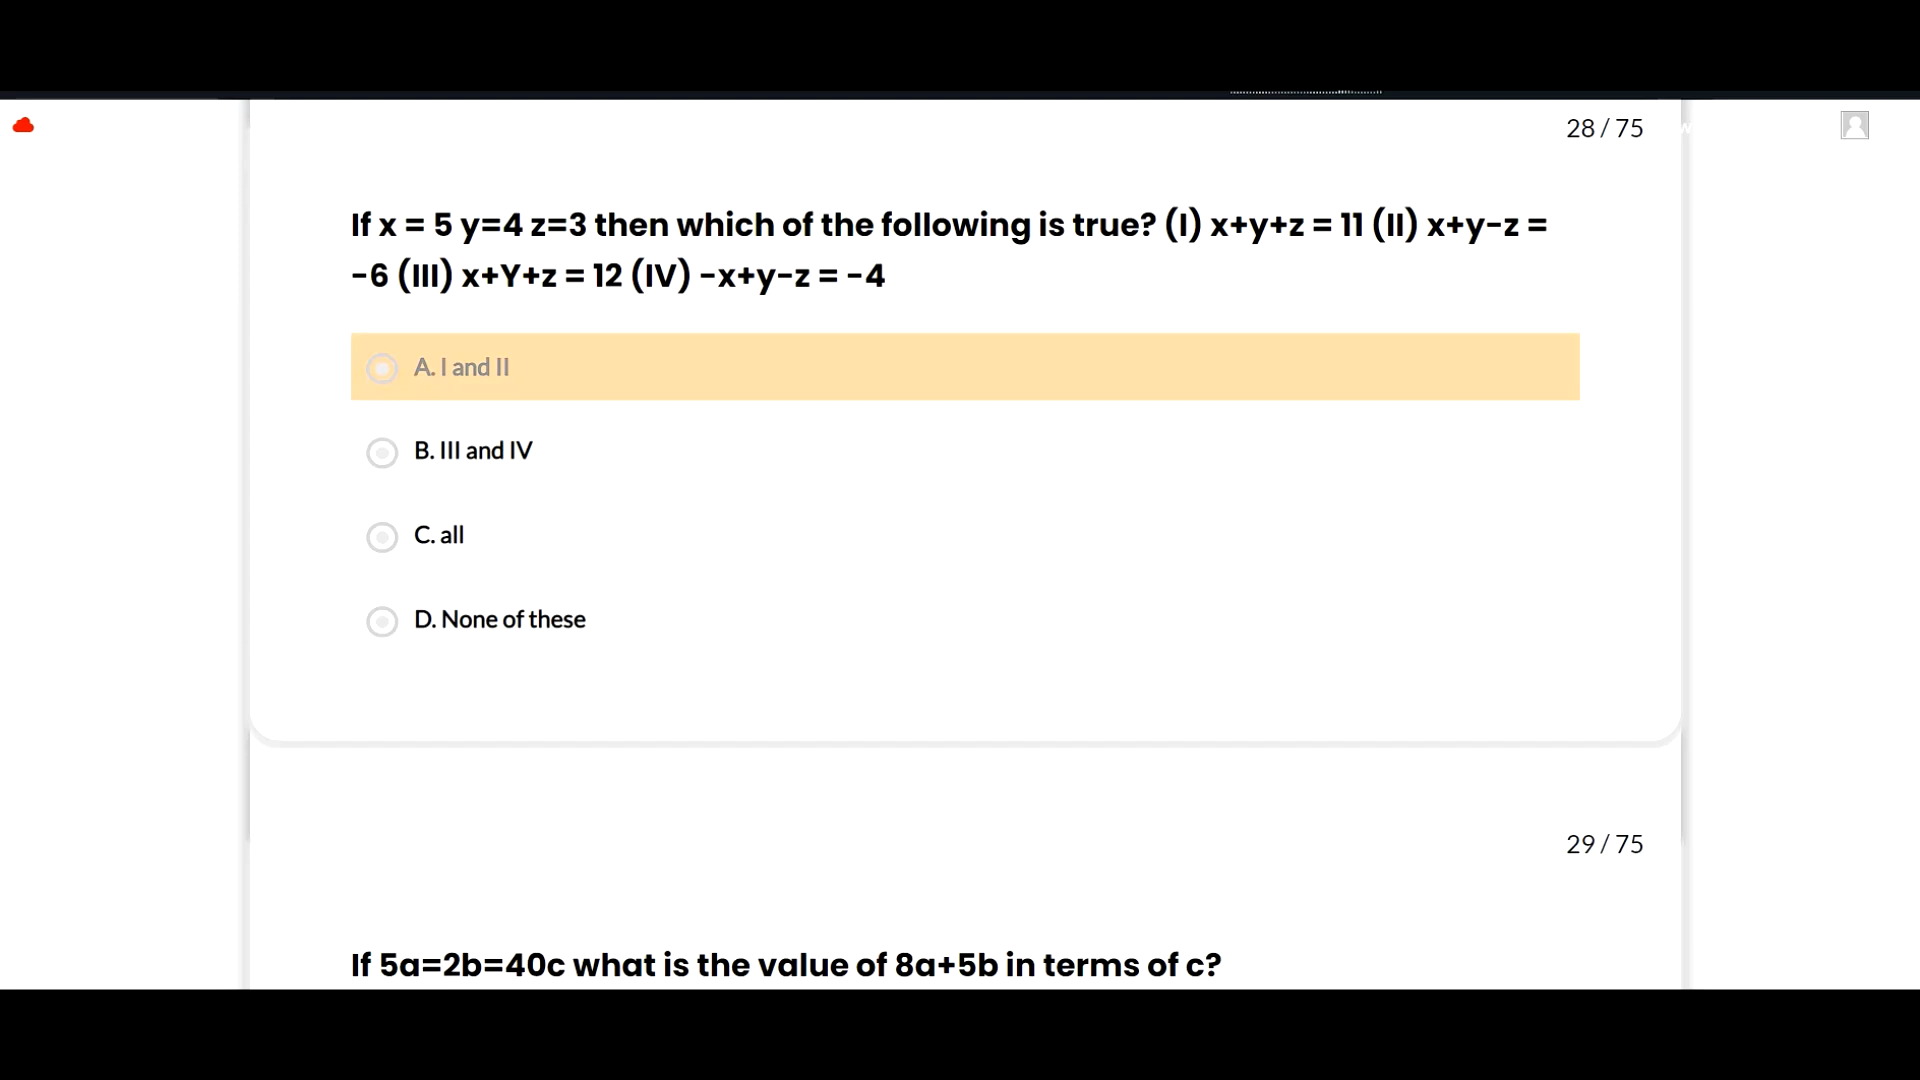 28 / 75
If x = 5 y=4 z=3 then which of the following is true? (I) x+y+z = 11 (II) x+y-z =
-6 (III) x+Y+z = 12 (IV) -x+y-z = -4
A. I and II
B. III and IV
C. all
D. None of these
29 / 75
If 5a=2b=40c what is the value of 8a+5b in terms of c?